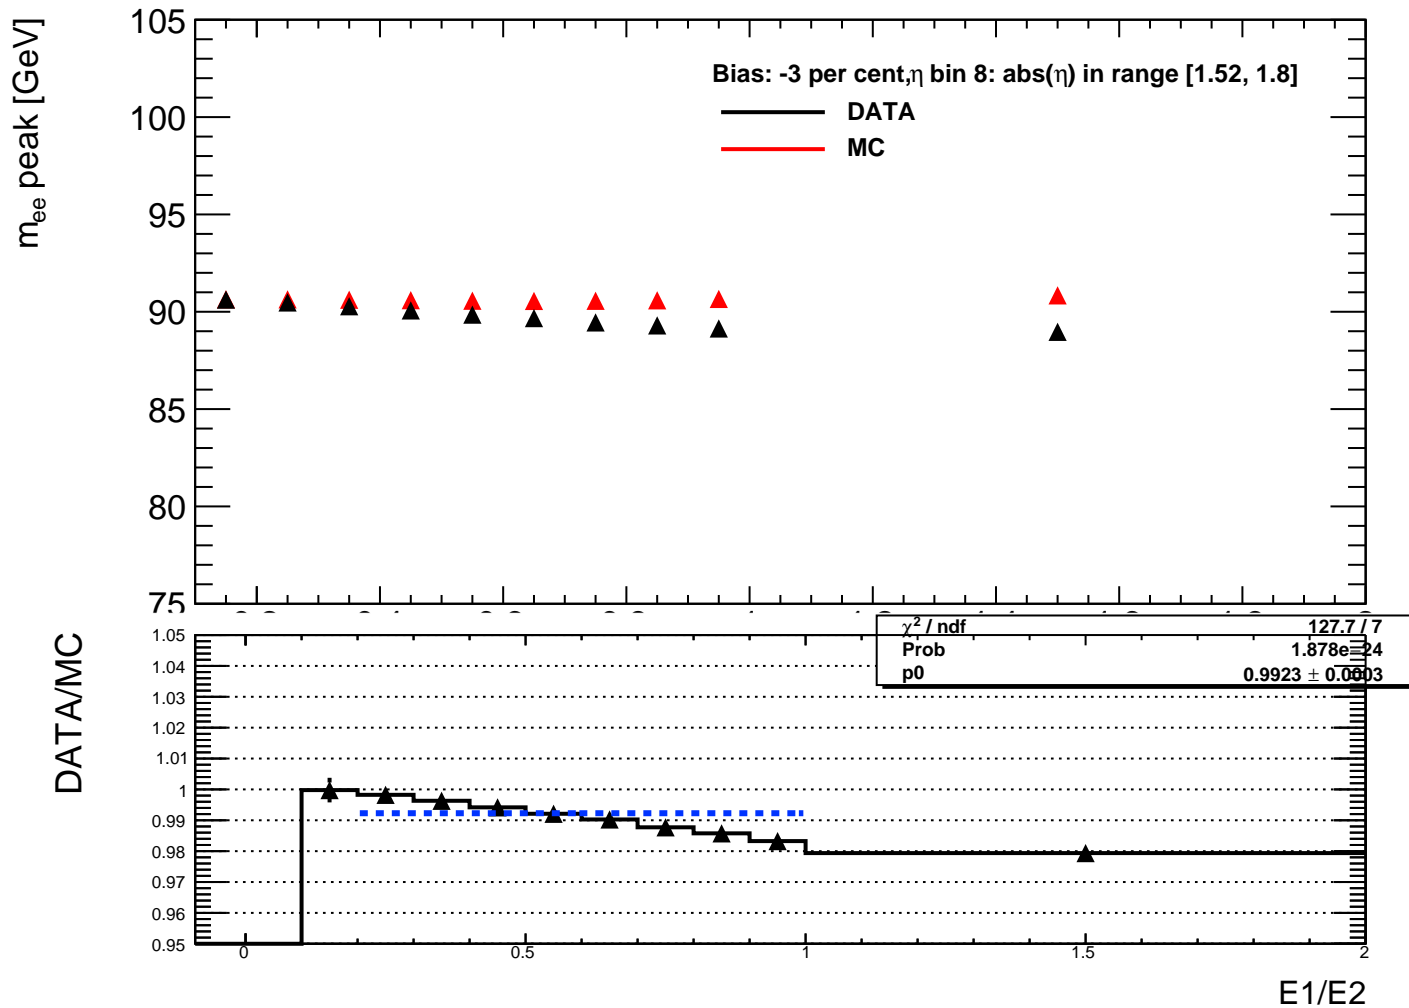 105
100
95
90
85
80
75
m_ee peak [GeV]
Bias: -3 per cent,η bin 8: abs(η) in range [1.52, 1.8]
DATA
MC
χ² / ndf 127.7 / 7
Prob 1.878e-24
p0 0.9923 ± 0.0003
1.05
1.04
1.03
1.02
1.01
1
0.99
0.98
0.97
0.96
0.95
DATA/MC
0 0.5 1 1.5 2
E1/E2